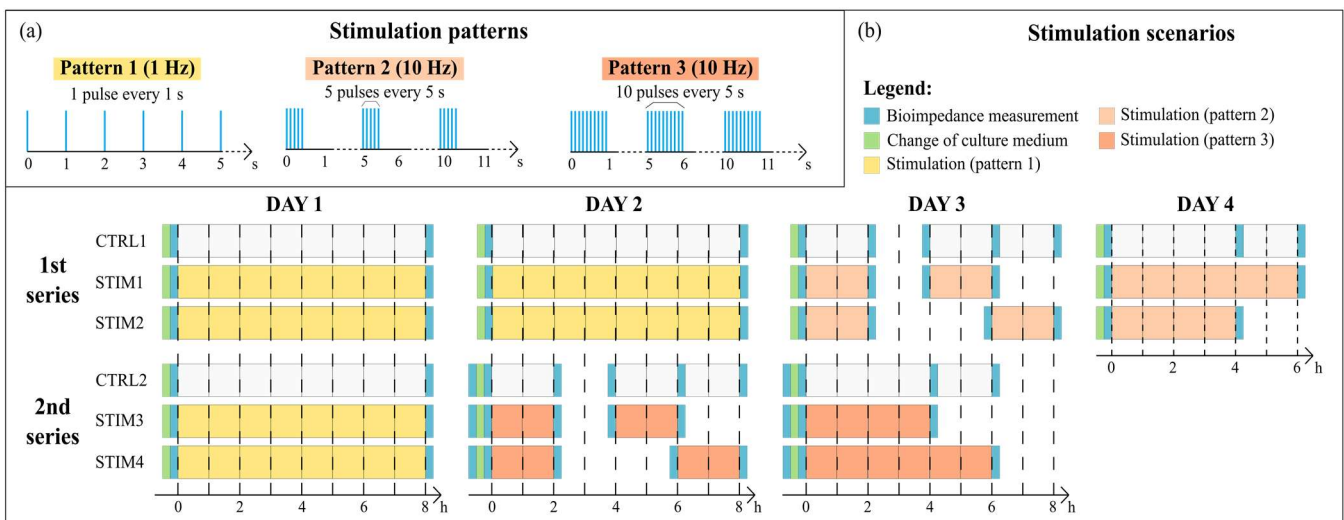 (a)
Stimulation patterns
Pattern 1 (1 Hz)
1 pulse every 1 s
0 1 2 3 4 5 s
Pattern 2 (10 Hz)
5 pulses every 5 s
0 1 5 6 10 11 s
Pattern 3 (10 Hz)
10 pulses every 5 s
0 1 5 6 10 11 s
(b)
Stimulation scenarios
Legend:
Bioimpedance measurement
Change of culture medium
Stimulation (pattern 1)
Stimulation (pattern 2)
Stimulation (pattern 3)
DAY 1 DAY 2 DAY 3 DAY 4
1st
series
CTRL1
STIM1
STIM2
0 2 4 6 h
2nd
series
CTRL2
STIM3
STIM4
0 2 4 6 8 h
0 2 4 6 8 h
0 2 4 6 8 h